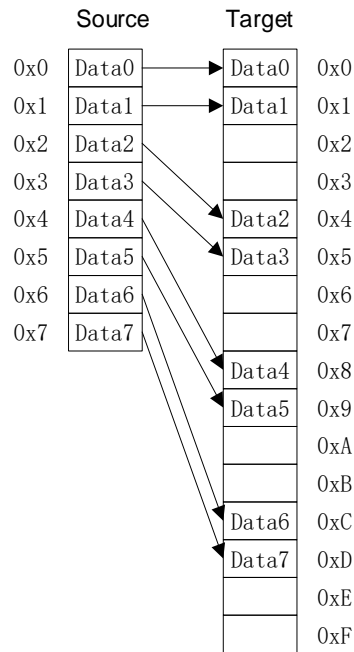 Source Target
0x0 Data0 Data0 0x0
0x1 Data1 Data1 0x1
0x2 Data2 0x2
0x3 Data3 0x3
0x4 Data4 Data2 0x4
0x5 Data5 Data3 0x5
0x6 Data6 0x6
0x7 Data7 0x7
Data4 0x8
Data5 0x9
0xA
0xB
Data6 0xC
Data7 0xD
0xE
0xF